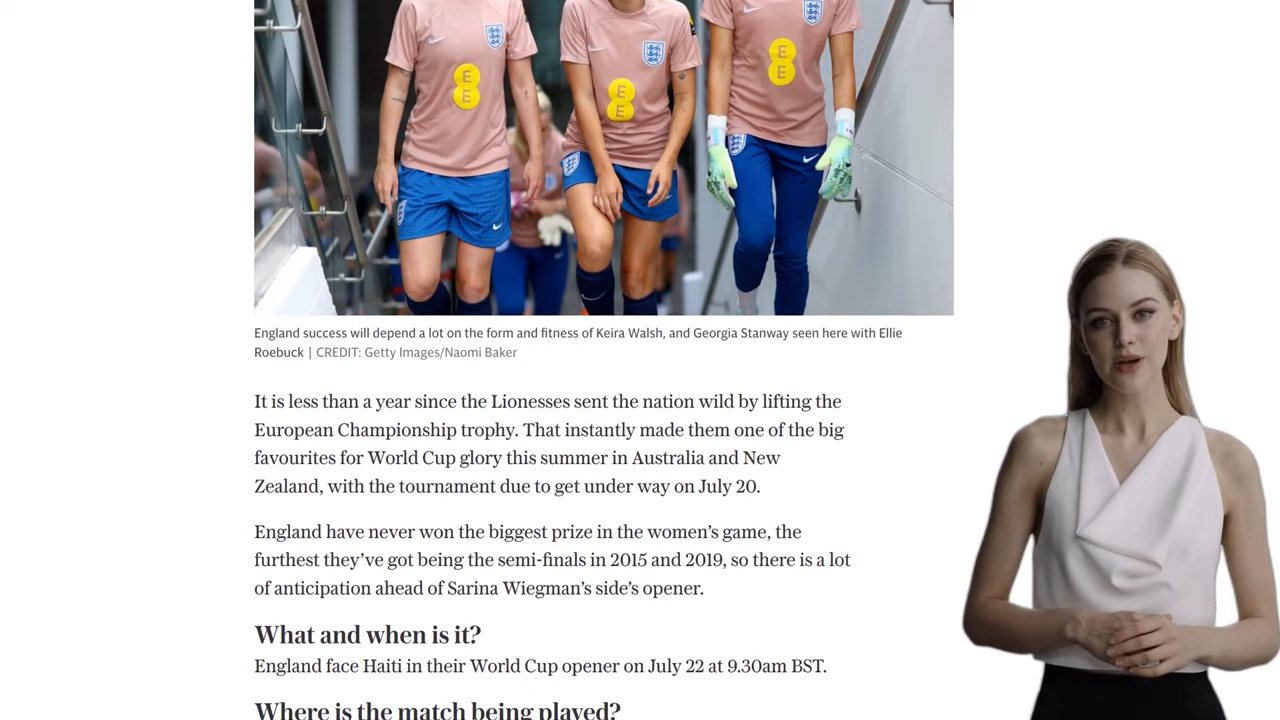 E
E
E
E
E
E
England success will depend a lot on the form and fitness of Keira Walsh, and Georgia Stanway seen here with Ellie
Roebuck | CREDIT: Getty Images/Naomi Baker
It is less than a year since the Lionesses sent the nation wild by lifting the
European Championship trophy. That instantly made them one of the big
favourites for World Cup glory this summer in Australia and New
Zealand, with the tournament due to get under way on July 20.
England have never won the biggest prize in the women’s game, the
furthest they’ve got being the semi-finals in 2015 and 2019, so there is a lot
of anticipation ahead of Sarina Wiegman’s side’s opener.
What and when is it?
England face Haiti in their World Cup opener on July 22 at 9.30am BST.
Where is the match being played?